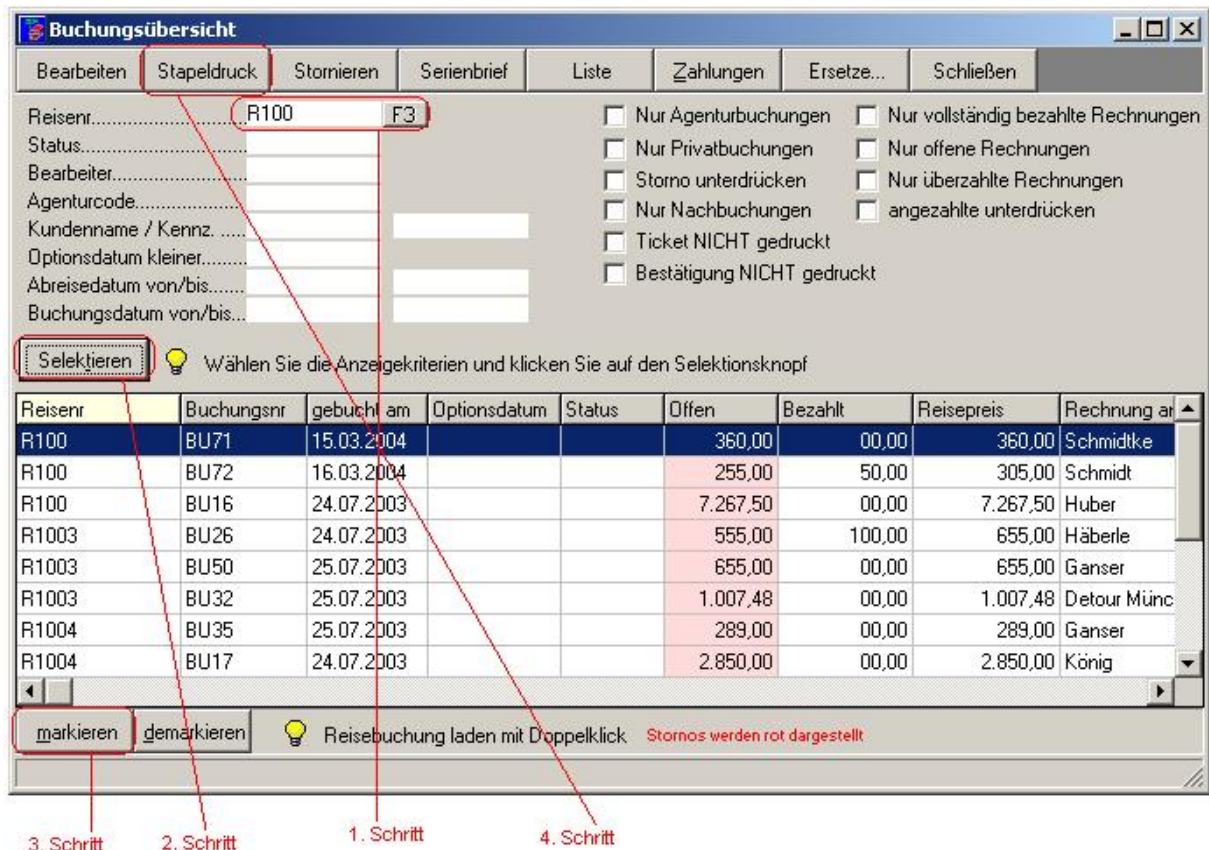 Buchungsübersicht
Bearbeiten Stapeldruck Stornieren Serienbrief Liste Zahlungen Ersetze... Schließen
Reisenr.......................... R100 F3
Status............................
Bearbeiter.......................
Agenturcode...................
Kundenname / Kennz. .....
Optionsdatum kleiner.........
Abreisedatum von/bis.......
Buchungsdatum von/bis...
Nur Agenturbuchungen Nur vollständig bezahlte Rechnungen
Nur Privatbuchungen Nur offene Rechnungen
Storno unterdrücken Nur überzahlte Rechnungen
Nur Nachbuchungen angezahlte unterdrücken
Ticket NICHT gedruckt
Bestätigung NICHT gedruckt
Selektieren Wählen Sie die Anzeigekriterien und klicken Sie auf den Selektionsknopf
Reisenr Buchungsnr gebucht am Optionsdatum Status Offen Bezahlt Reisepreis Rechnung an
R100 BU71 15.03.2004 360,00 00,00 360,00 Schmidtke
R100 BU72 16.03.2004 255,00 50,00 305,00 Schmidt
R100 BU16 24.07.2003 7.267,50 00,00 7.267,50 Huber
R1003 BU26 24.07.2003 555,00 100,00 655,00 Häberle
R1003 BU50 25.07.2003 655,00 00,00 655,00 Ganser
R1003 BU32 25.07.2003 1.007,48 00,00 1.007,48 Detour Münc
R1004 BU35 25.07.2003 289,00 00,00 289,00 Ganser
R1004 BU17 24.07.2003 2.850,00 00,00 2.850,00 König
markieren demarkieren Reisebuchung laden mit Doppelklick Stornos werden rot dargestellt
3. Schritt 2. Schritt 1. Schritt 4. Schritt